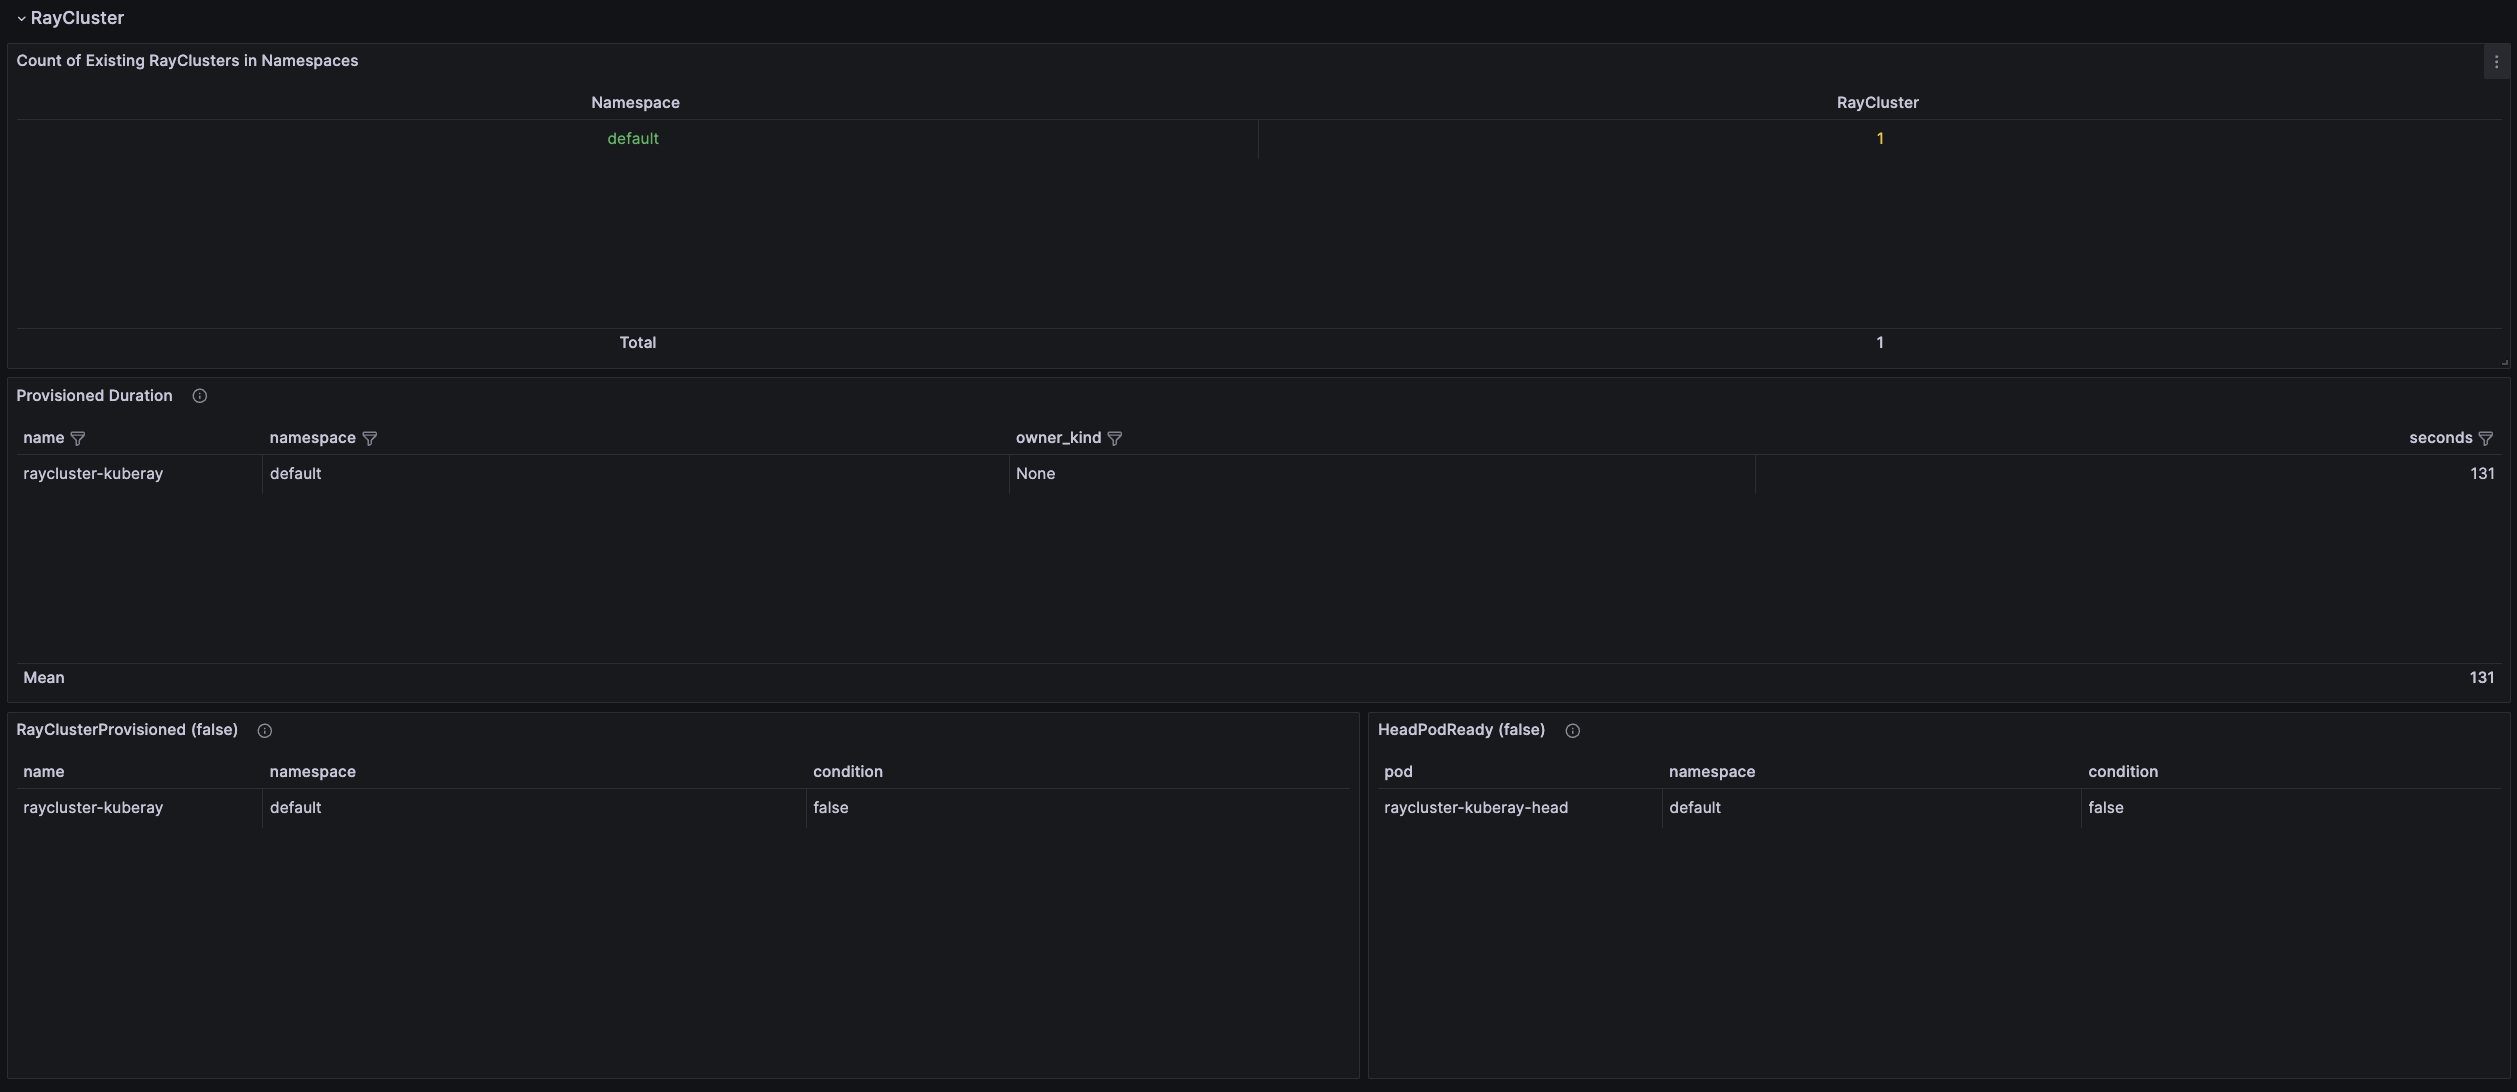 RayCluster
Count of Existing RayClusters in Namespaces
Namespace RayCluster
default 1
Total 1
Provisioned Duration
name namespace owner_kind seconds
raycluster-kuberay default None 131
Mean 131
RayClusterProvisioned (false)
name namespace condition
raycluster-kuberay default false
HeadPodReady (false)
pod namespace condition
raycluster-kuberay-head default false